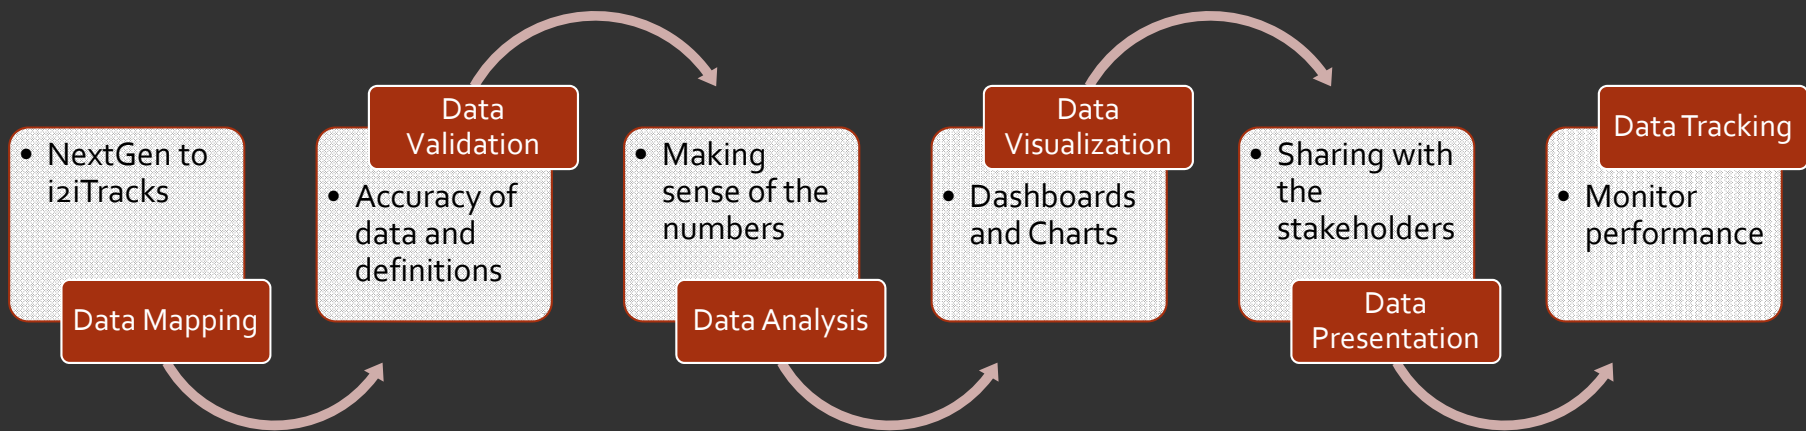 • NextGen to
i2iTracks
Data Mapping
Data
Validation
• Accuracy of
data and
definitions
• Making
sense of the
numbers
Data Analysis
Data
Visualization
• Dashboards
and Charts
• Sharing with
the
stakeholders
Data
Presentation
Data Tracking
• Monitor
performance